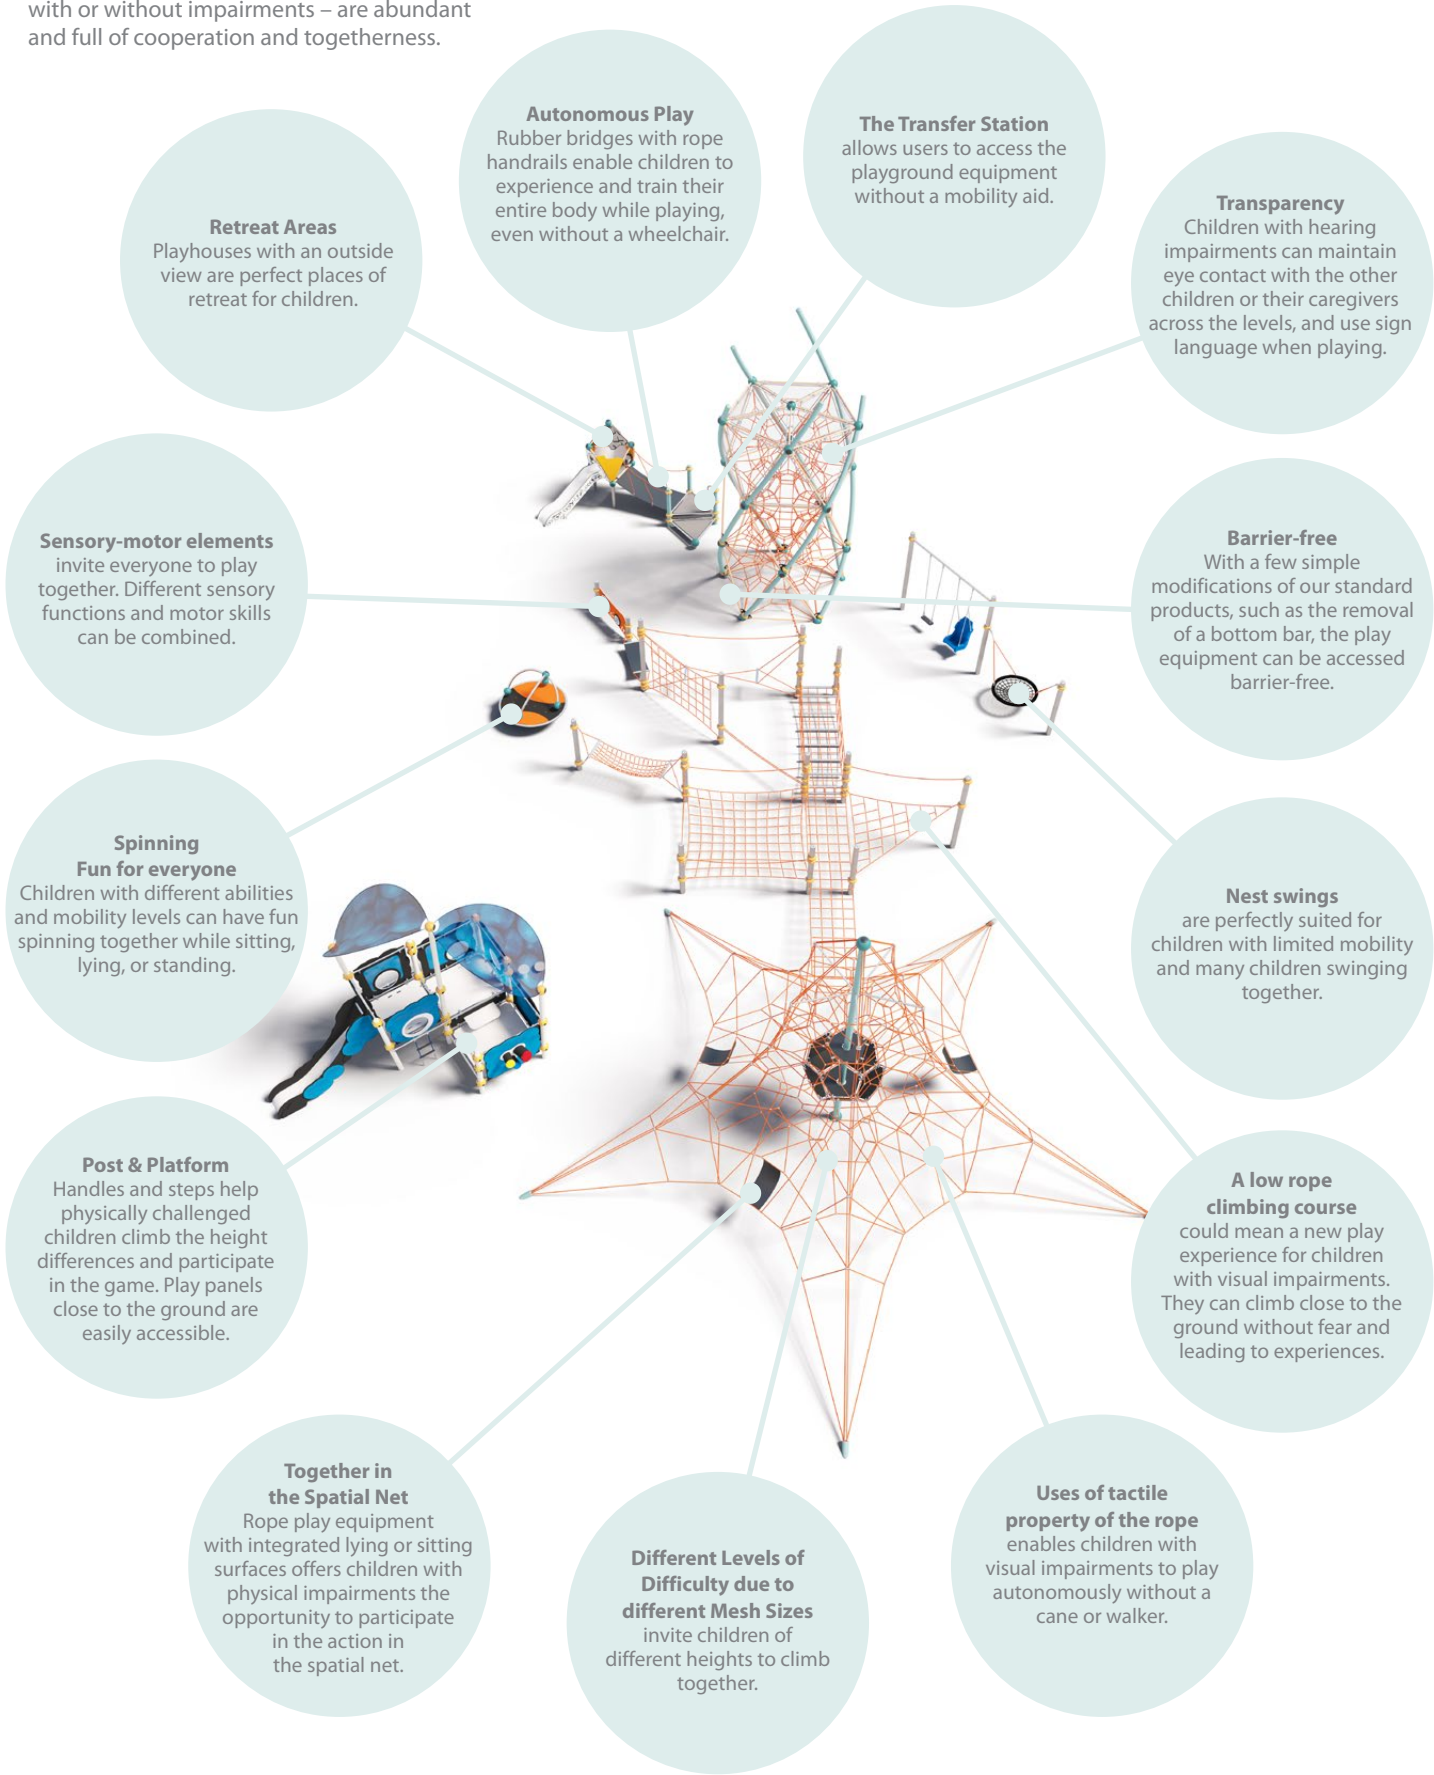 with or without impairments – are abundant
and full of cooperation and togetherness.
Autonomous Play
Rubber bridges with rope
handrails enable children to
experience and train their
entire body while playing,
even without a wheelchair.
The Transfer Station
allows users to access the
playground equipment
without a mobility aid.
Retreat Areas
Playhouses with an outside
view are perfect places of
retreat for children.
Transparency
Children with hearing
impairments can maintain
eye contact with the other
children or their caregivers
across the levels, and use sign
language when playing.
Sensory-motor elements
invite everyone to play
together. Different sensory
functions and motor skills
can be combined.
Barrier-free
With a few simple
modifications of our standard
products, such as the removal
of a bottom bar, the play
equipment can be accessed
barrier-free.
Spinning
Fun for everyone
Children with different abilities
and mobility levels can have fun
spinning together while sitting,
lying, or standing.
Nest swings
are perfectly suited for
children with limited mobility
and many children swinging
together.
Post & Platform
Handles and steps help
physically challenged
children climb the height
differences and participate
in the game. Play panels
close to the ground are
easily accessible.
A low rope
climbing course
could mean a new play
experience for children
with visual impairments.
They can climb close to the
ground without fear and
leading to experiences.
Together in
the Spatial Net
Rope play equipment
with integrated lying or sitting
surfaces offers children with
physical impairments the
opportunity to participate
in the action in
the spatial net.
Different Levels of
Difficulty due to
different Mesh Sizes
invite children of
different heights to climb
together.
Uses of tactile
property of the rope
enables children with
visual impairments to play
autonomously without a
cane or walker.